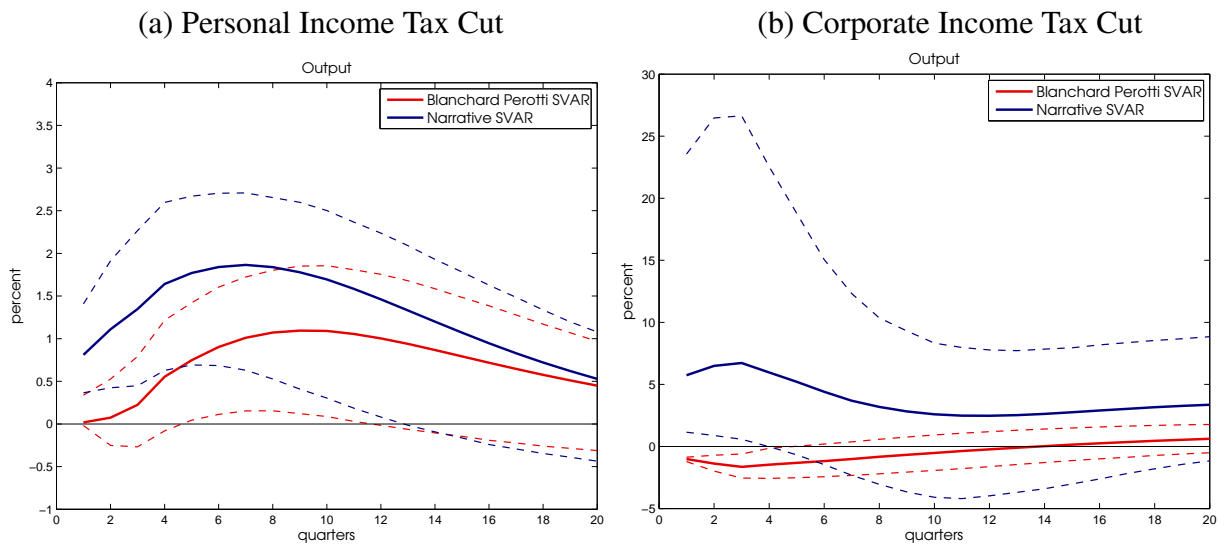 (a) Personal Income Tax Cut
Output
4
3.5
3
2.5
2
1.5
1
0.5
0
−0.5
−1
percent
Blanchard Perotti SVAR
Narrative SVAR
0 2 4 6 8 10 12 14 16 18 20
quarters
(b) Corporate Income Tax Cut
Output
30
25
20
15
10
5
0
−5
percent
Blanchard Perotti SVAR
Narrative SVAR
0 2 4 6 8 10 12 14 16 18 20
quarters